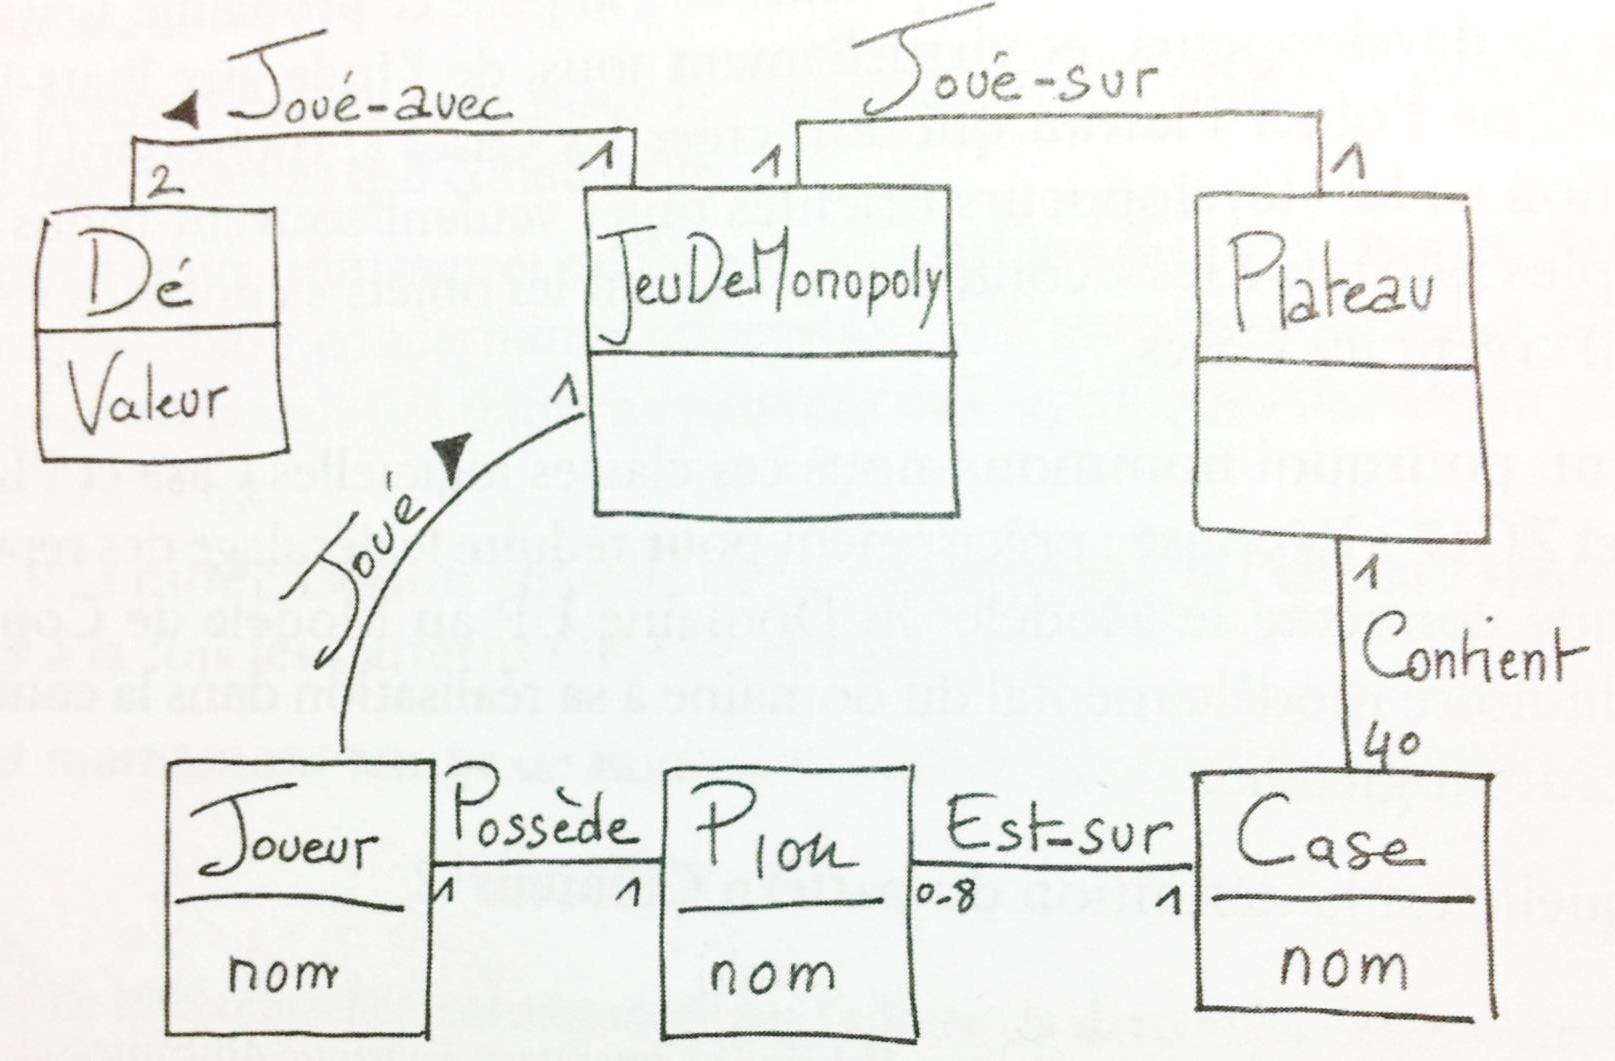 Joué-avec
Joué-sur
2
1
1
1
Dé
Valeur
JeuDeMonopoly
Plateau
1
Joué
1
Contient
40
Joueur
nom
Possède
1
1
Pion
nom
Est-sur
0-8
1
Case
nom